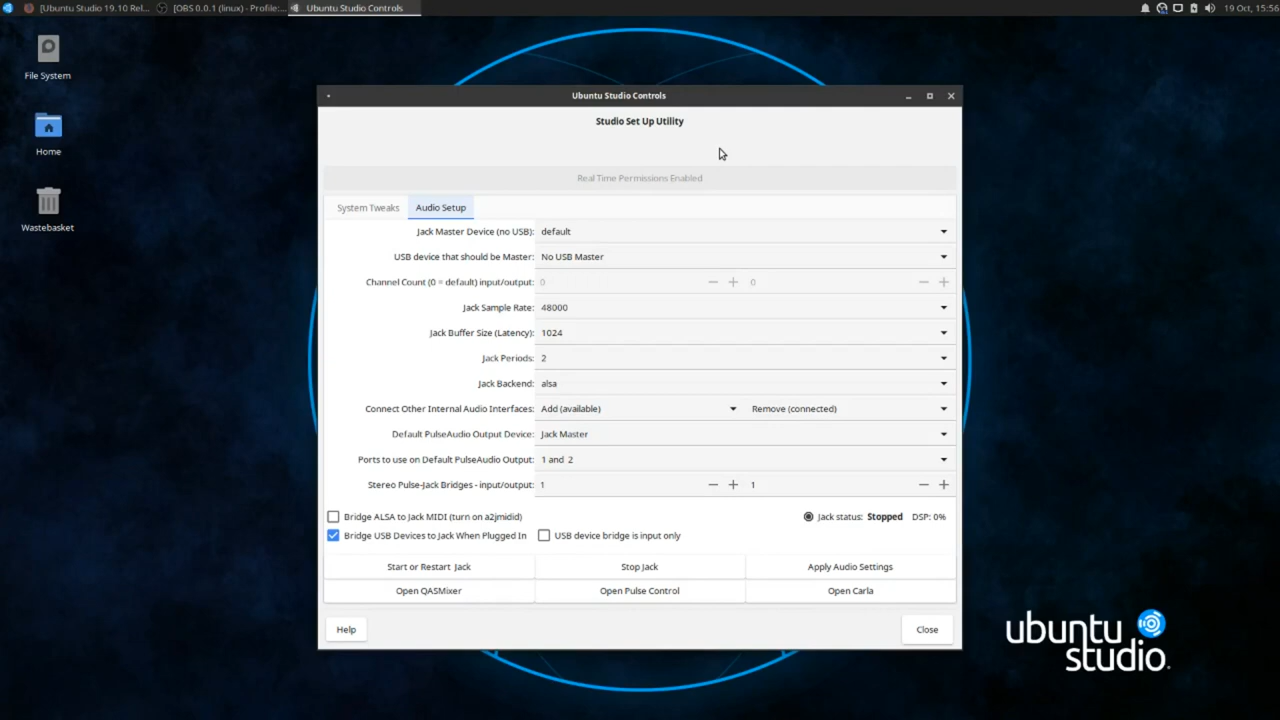 [Ubuntu Studio 19.10 Rel... [OBS 0.0.1 (linux) - Profile:... Ubuntu Studio Controls 19 Oct, 15:56
File System
Home
Wastebasket
Ubuntu Studio Controls
Studio Set Up Utility
Real Time Permissions Enabled
System Tweaks Audio Setup
Jack Master Device (no USB): default
USB device that should be Master: No USB Master
Channel Count (0 = default) input/output: 0 0
Jack Sample Rate: 48000
Jack Buffer Size (Latency): 1024
Jack Periods: 2
Jack Backend: alsa
Connect Other Internal Audio Interfaces: Add (available) Remove (connected)
Default PulseAudio Output Device: Jack Master
Ports to use on Default PulseAudio Output: 1 and 2
Stereo Pulse-Jack Bridges - input/output: 1 1
Bridge ALSA to Jack MIDI (turn on a2jmidid) Jack status: Stopped DSP: 0%
Bridge USB Devices to Jack When Plugged In USB device bridge is input only
Start or Restart Jack Stop Jack Apply Audio Settings
Open QASMixer Open Pulse Control Open Carla
Help Close
ubuntu
studio